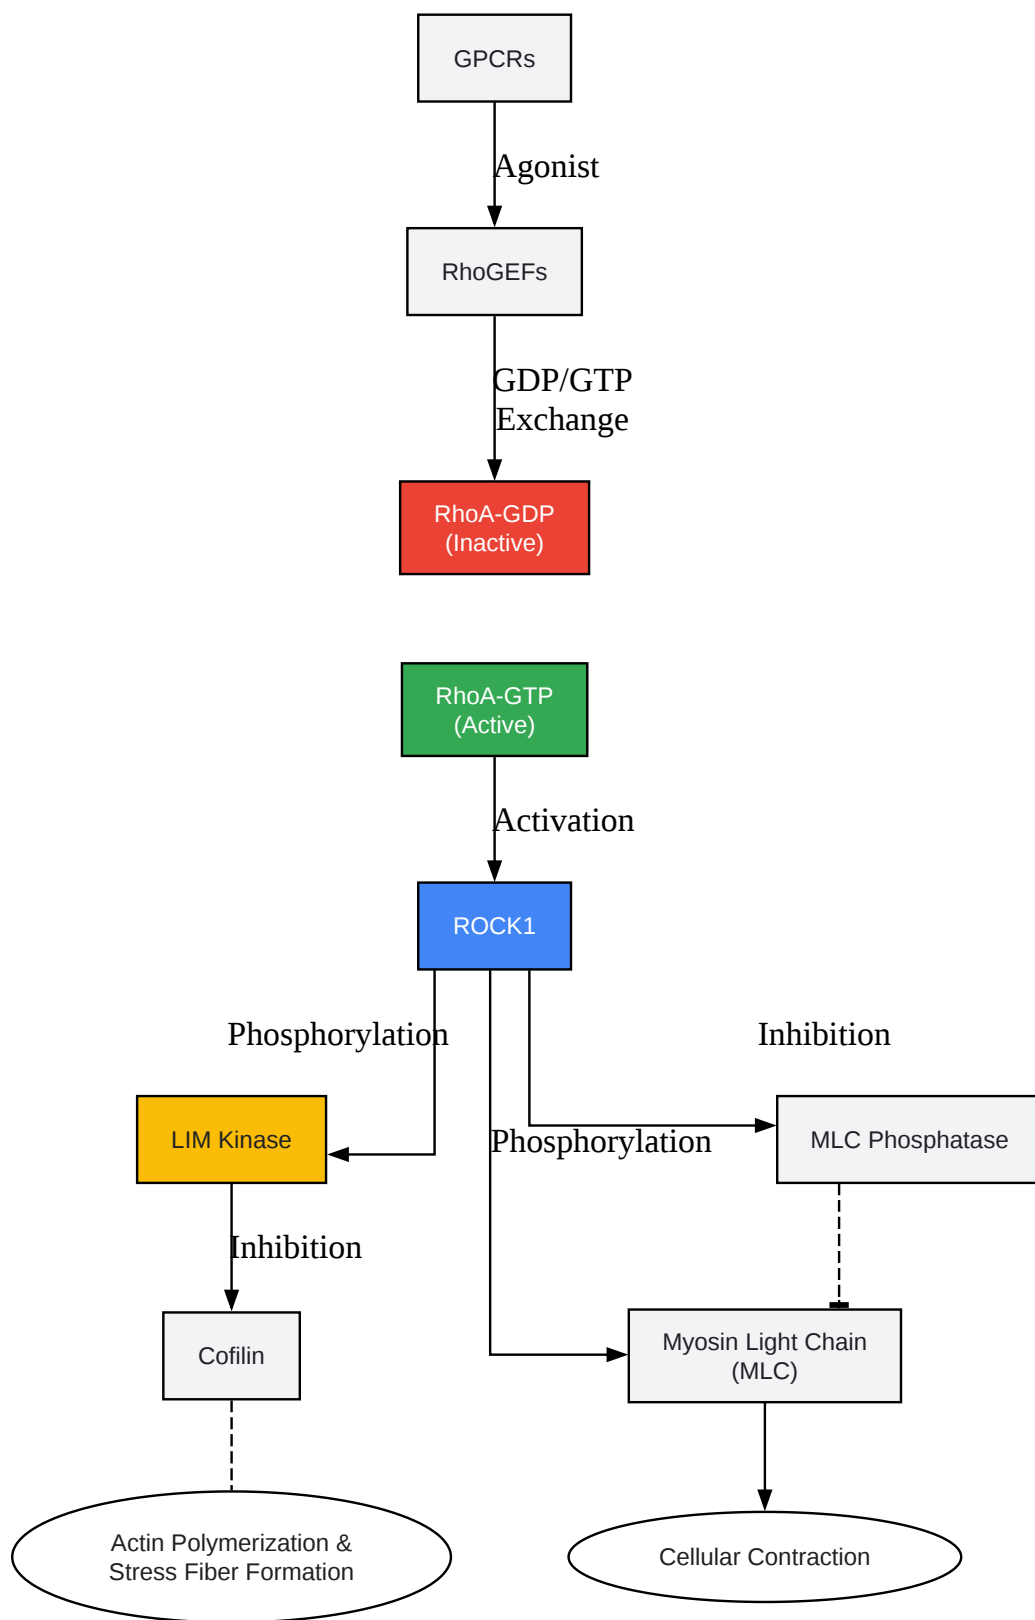 GPCRs
Agonist
RhoGEFs
GDP/GTP
Exchange
RhoA-GDP
(Inactive)
RhoA-GTP
(Active)
Activation
ROCK1
Phosphorylation
Inhibition
LIM Kinase
Phosphorylation
MLC Phosphatase
Inhibition
Cofilin
Myosin Light Chain
(MLC)
Actin Polymerization &
Stress Fiber Formation
Cellular Contraction